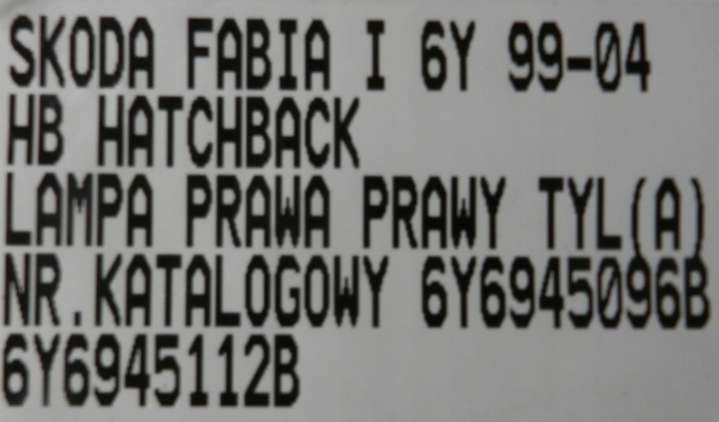 SKODA FABIA I 6Y 99-04
HB HATCHBACK
LAMPA PRAWA PRAWY TYL(A)
NR.KATALOGOWY 6Y6945096B
6Y6945112B